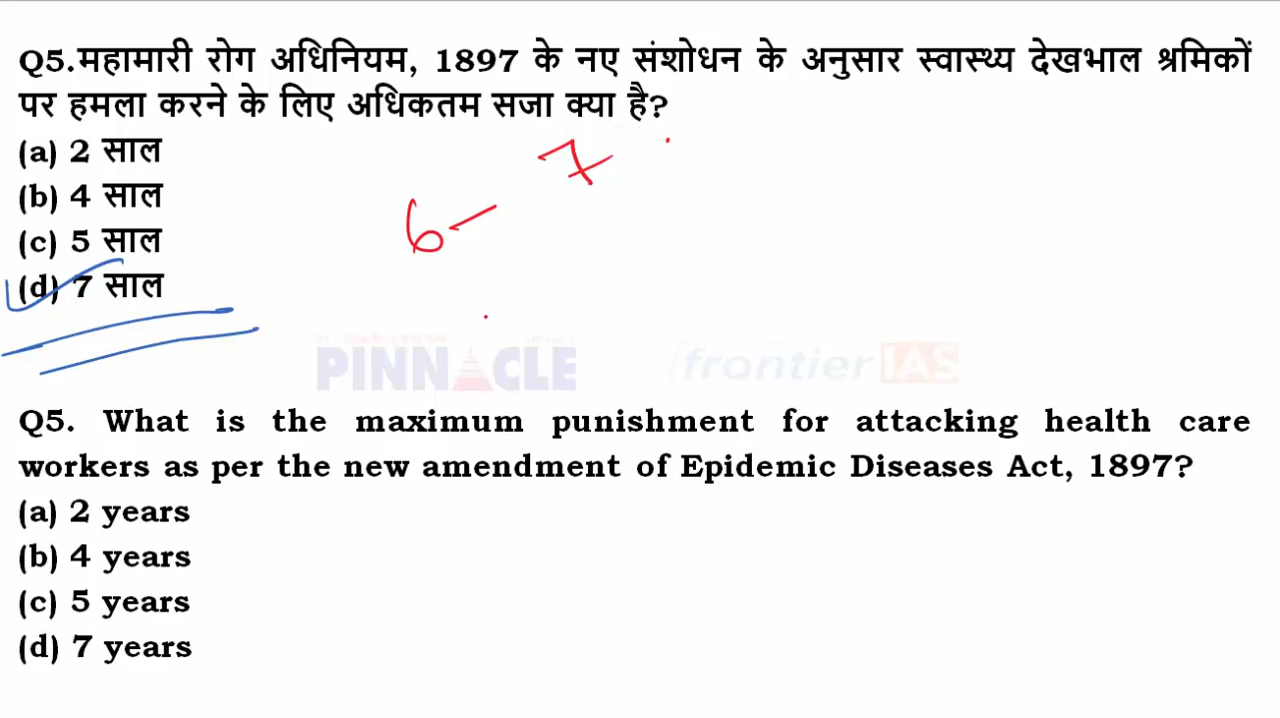 Q5.महामारी रोग अधिनियम, 1897 के नए संशोधन के अनुसार स्वास्थ्य देखभाल श्रमिकों
पर हमला करने के लिए अधिकतम सजा क्या है?
(a) 2 साल
(b) 4 साल
(c) 5 साल
(d) 7 साल
6 - 7
PINNACLE
frontier IAS
Q5. What is the maximum punishment for attacking health care
workers as per the new amendment of Epidemic Diseases Act, 1897?
(a) 2 years
(b) 4 years
(c) 5 years
(d) 7 years